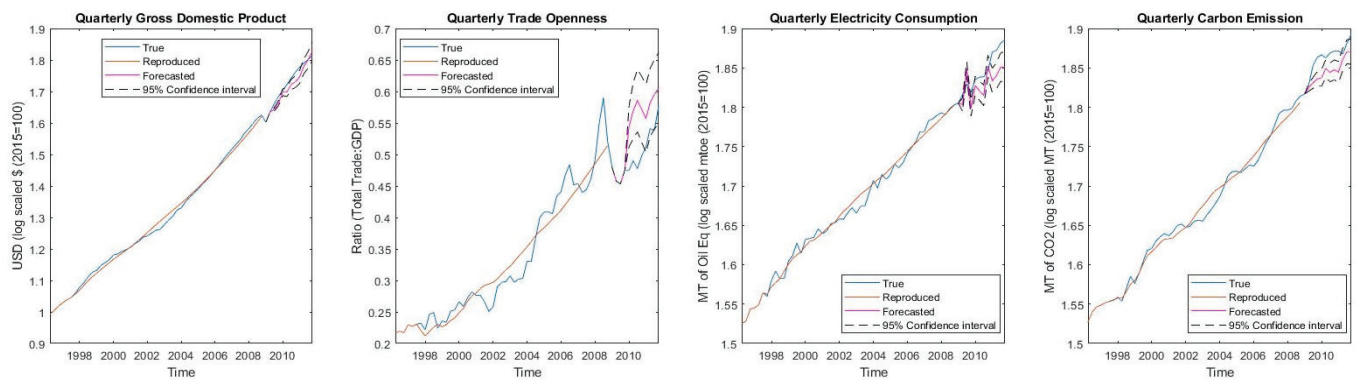 Quarterly Gross Domestic Product
1.9
1.8
1.7
1.6
1.5
1.4
1.3
1.2
1.1
1
0.9
USD (log scaled $ (2015=100)
True
Reproduced
Forecasted
95% Confidence interval
1998 2000 2002 2004 2006 2008 2010
Time
Quarterly Trade Openness
0.7
0.65
0.6
0.55
0.5
0.45
0.4
0.35
0.3
0.25
0.2
Ratio (Total Trade:GDP)
True
Reproduced
Forecasted
95% Confidence interval
1998 2000 2002 2004 2006 2008 2010
Time
Quarterly Electricity Consumption
1.9
1.85
1.8
1.75
1.7
1.65
1.6
1.55
1.5
MT of Oil Eq (log scaled mtoe (2015=100)
True
Reproduced
Forecasted
95% Confidence interval
1998 2000 2002 2004 2006 2008 2010
Time
Quarterly Carbon Emission
1.9
1.85
1.8
1.75
1.7
1.65
1.6
1.55
1.5
MT of CO2 (log scaled MT (2015=100)
True
Reproduced
Forecasted
95% Confidence interval
1998 2000 2002 2004 2006 2008 2010
Time